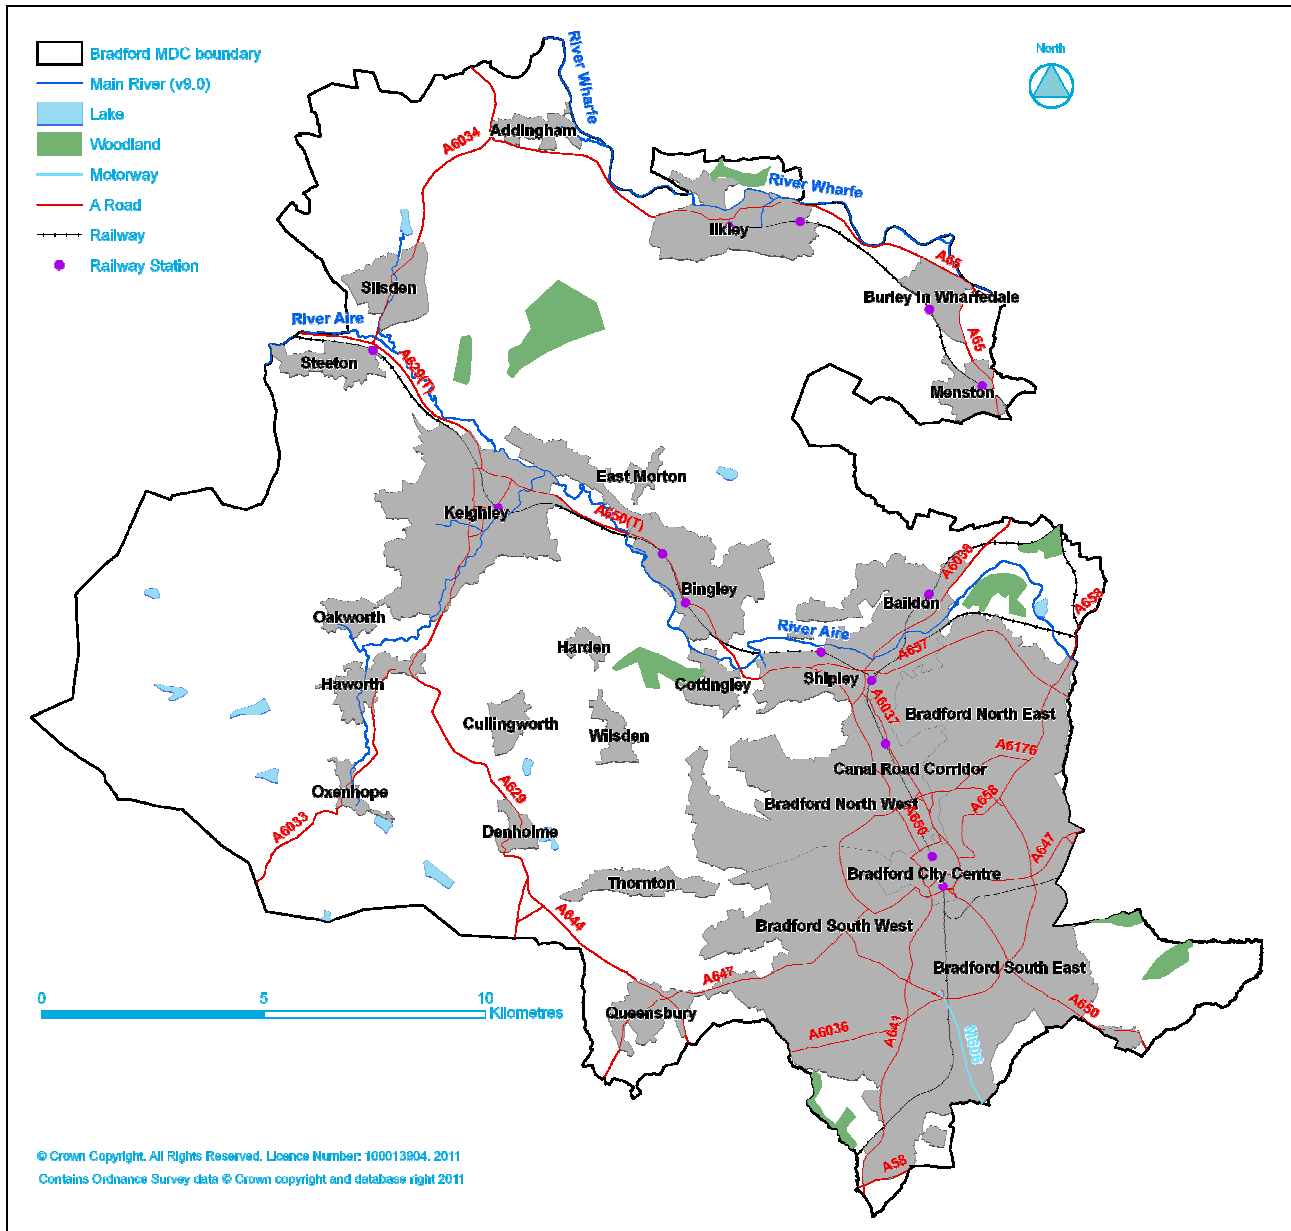 Bradford MDC boundary
Main River (v9.0)
Lake
Woodland
Motorway
A Road
Railway
Railway Station
North
River Wharfe
Addingham
A6034
River Wharfe
Ilkley
A65
Silsden
Burley In Wharfedale
River Aire
A65
Steeton
A629(T)
Menston
East Morton
Keighley
A650(T)
A6038
Bingley
Baildon
A658
Oakworth
River Aire
Harden
A657
Haworth
Cottingley
Shipley
A6037
Cullingworth
Wilsden
Bradford North East
A6176
Canal Road Corridor
A629
Oxenhope
Bradford North West
A658
A650
A6033
Denholme
A647
Bradford City Centre
Thornton
A644
Bradford South West
Bradford South East
A647
0 5 10
Kilometres
Queensbury
A650
A6036
A641
M606
A58
© Crown Copyright. All Rights Reserved. Licence Number: 100013904. 2011
Contains Ordnance Survey data © Crown copyright and database right 2011